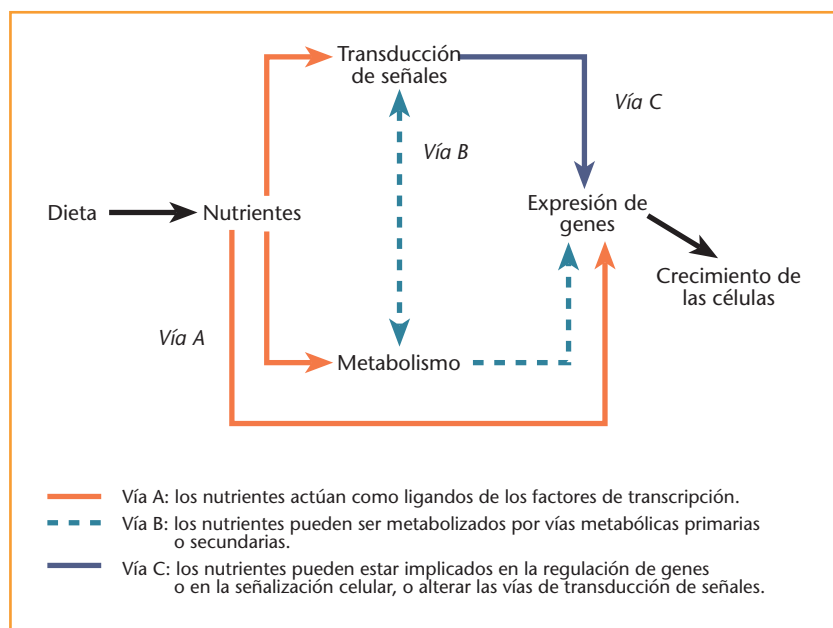 Transducción
de señales
Vía C
Vía B
Dieta
Nutrientes
Expresión de
genes
Crecimiento de
las células
Vía A
Metabolismo
Vía A: los nutrientes actúan como ligandos de los factores de transcripción.
Vía B: los nutrientes pueden ser metabolizados por vías metabólicas primarias
o secundarias.
Vía C: los nutrientes pueden estar implicados en la regulación de genes
o en la señalización celular, o alterar las vías de transducción de señales.